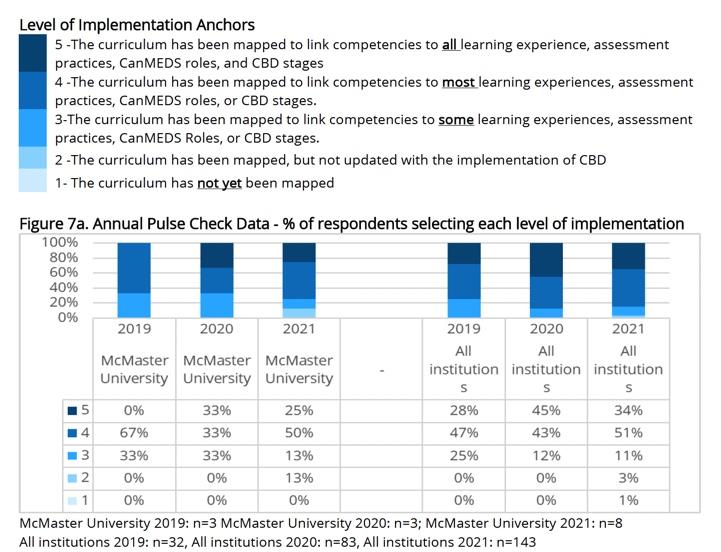 Level of Implementation Anchors
5 -The curriculum has been mapped to link competencies to all learning experience, assessment
practices, CanMEDS roles, and CBD stages
4 -The curriculum has been mapped to link competencies to most learning experiences, assessment
practices, CanMEDS roles, or CBD stages.
3-The curriculum has been mapped to link competencies to some learning experiences, assessment
practices, CanMEDS Roles, or CBD stages.
2 -The curriculum has been mapped, but not updated with the implementation of CBD
1- The curriculum has not yet been mapped
Figure 7a. Annual Pulse Check Data - % of respondents selecting each level of implementation
100%
80%
60%
40%
20%
0%
2019 2020 2021 2019 2020 2021
McMaster McMaster McMaster All All All
University University University - institution institution institution
s s s
5 0% 33% 25% 28% 45% 34%
4 67% 33% 50% 47% 43% 51%
3 33% 33% 13% 25% 12% 11%
2 0% 0% 13% 0% 0% 3%
1 0% 0% 0% 0% 0% 1%
McMaster University 2019: n=3 McMaster University 2020: n=3; McMaster University 2021: n=8
All institutions 2019: n=32, All institutions 2020: n=83, All institutions 2021: n=143